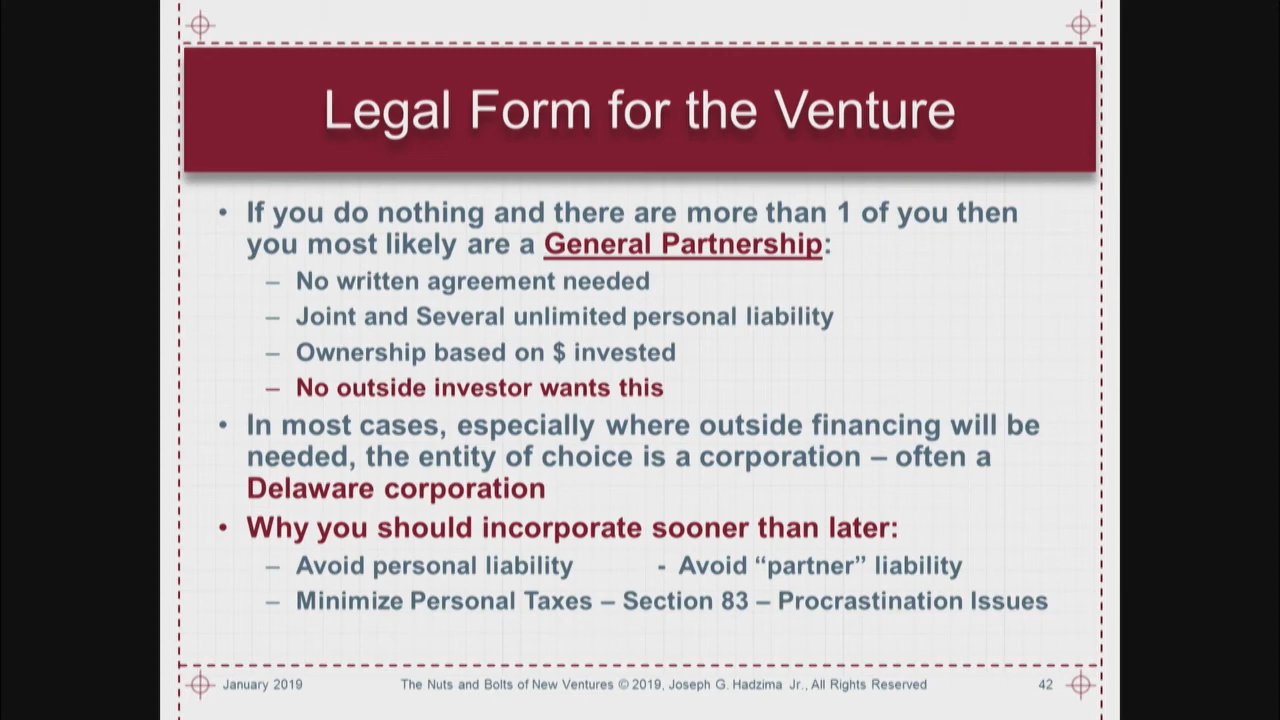 Legal Form for the Venture
• If you do nothing and there are more than 1 of you then
you most likely are a General Partnership:
– No written agreement needed
– Joint and Several unlimited personal liability
– Ownership based on $ invested
– No outside investor wants this
• In most cases, especially where outside financing will be
needed, the entity of choice is a corporation – often a
Delaware corporation
• Why you should incorporate sooner than later:
– Avoid personal liability - Avoid “partner” liability
– Minimize Personal Taxes – Section 83 – Procrastination Issues
January 2019 The Nuts and Bolts of New Ventures © 2019, Joseph G. Hadzima Jr., All Rights Reserved 42